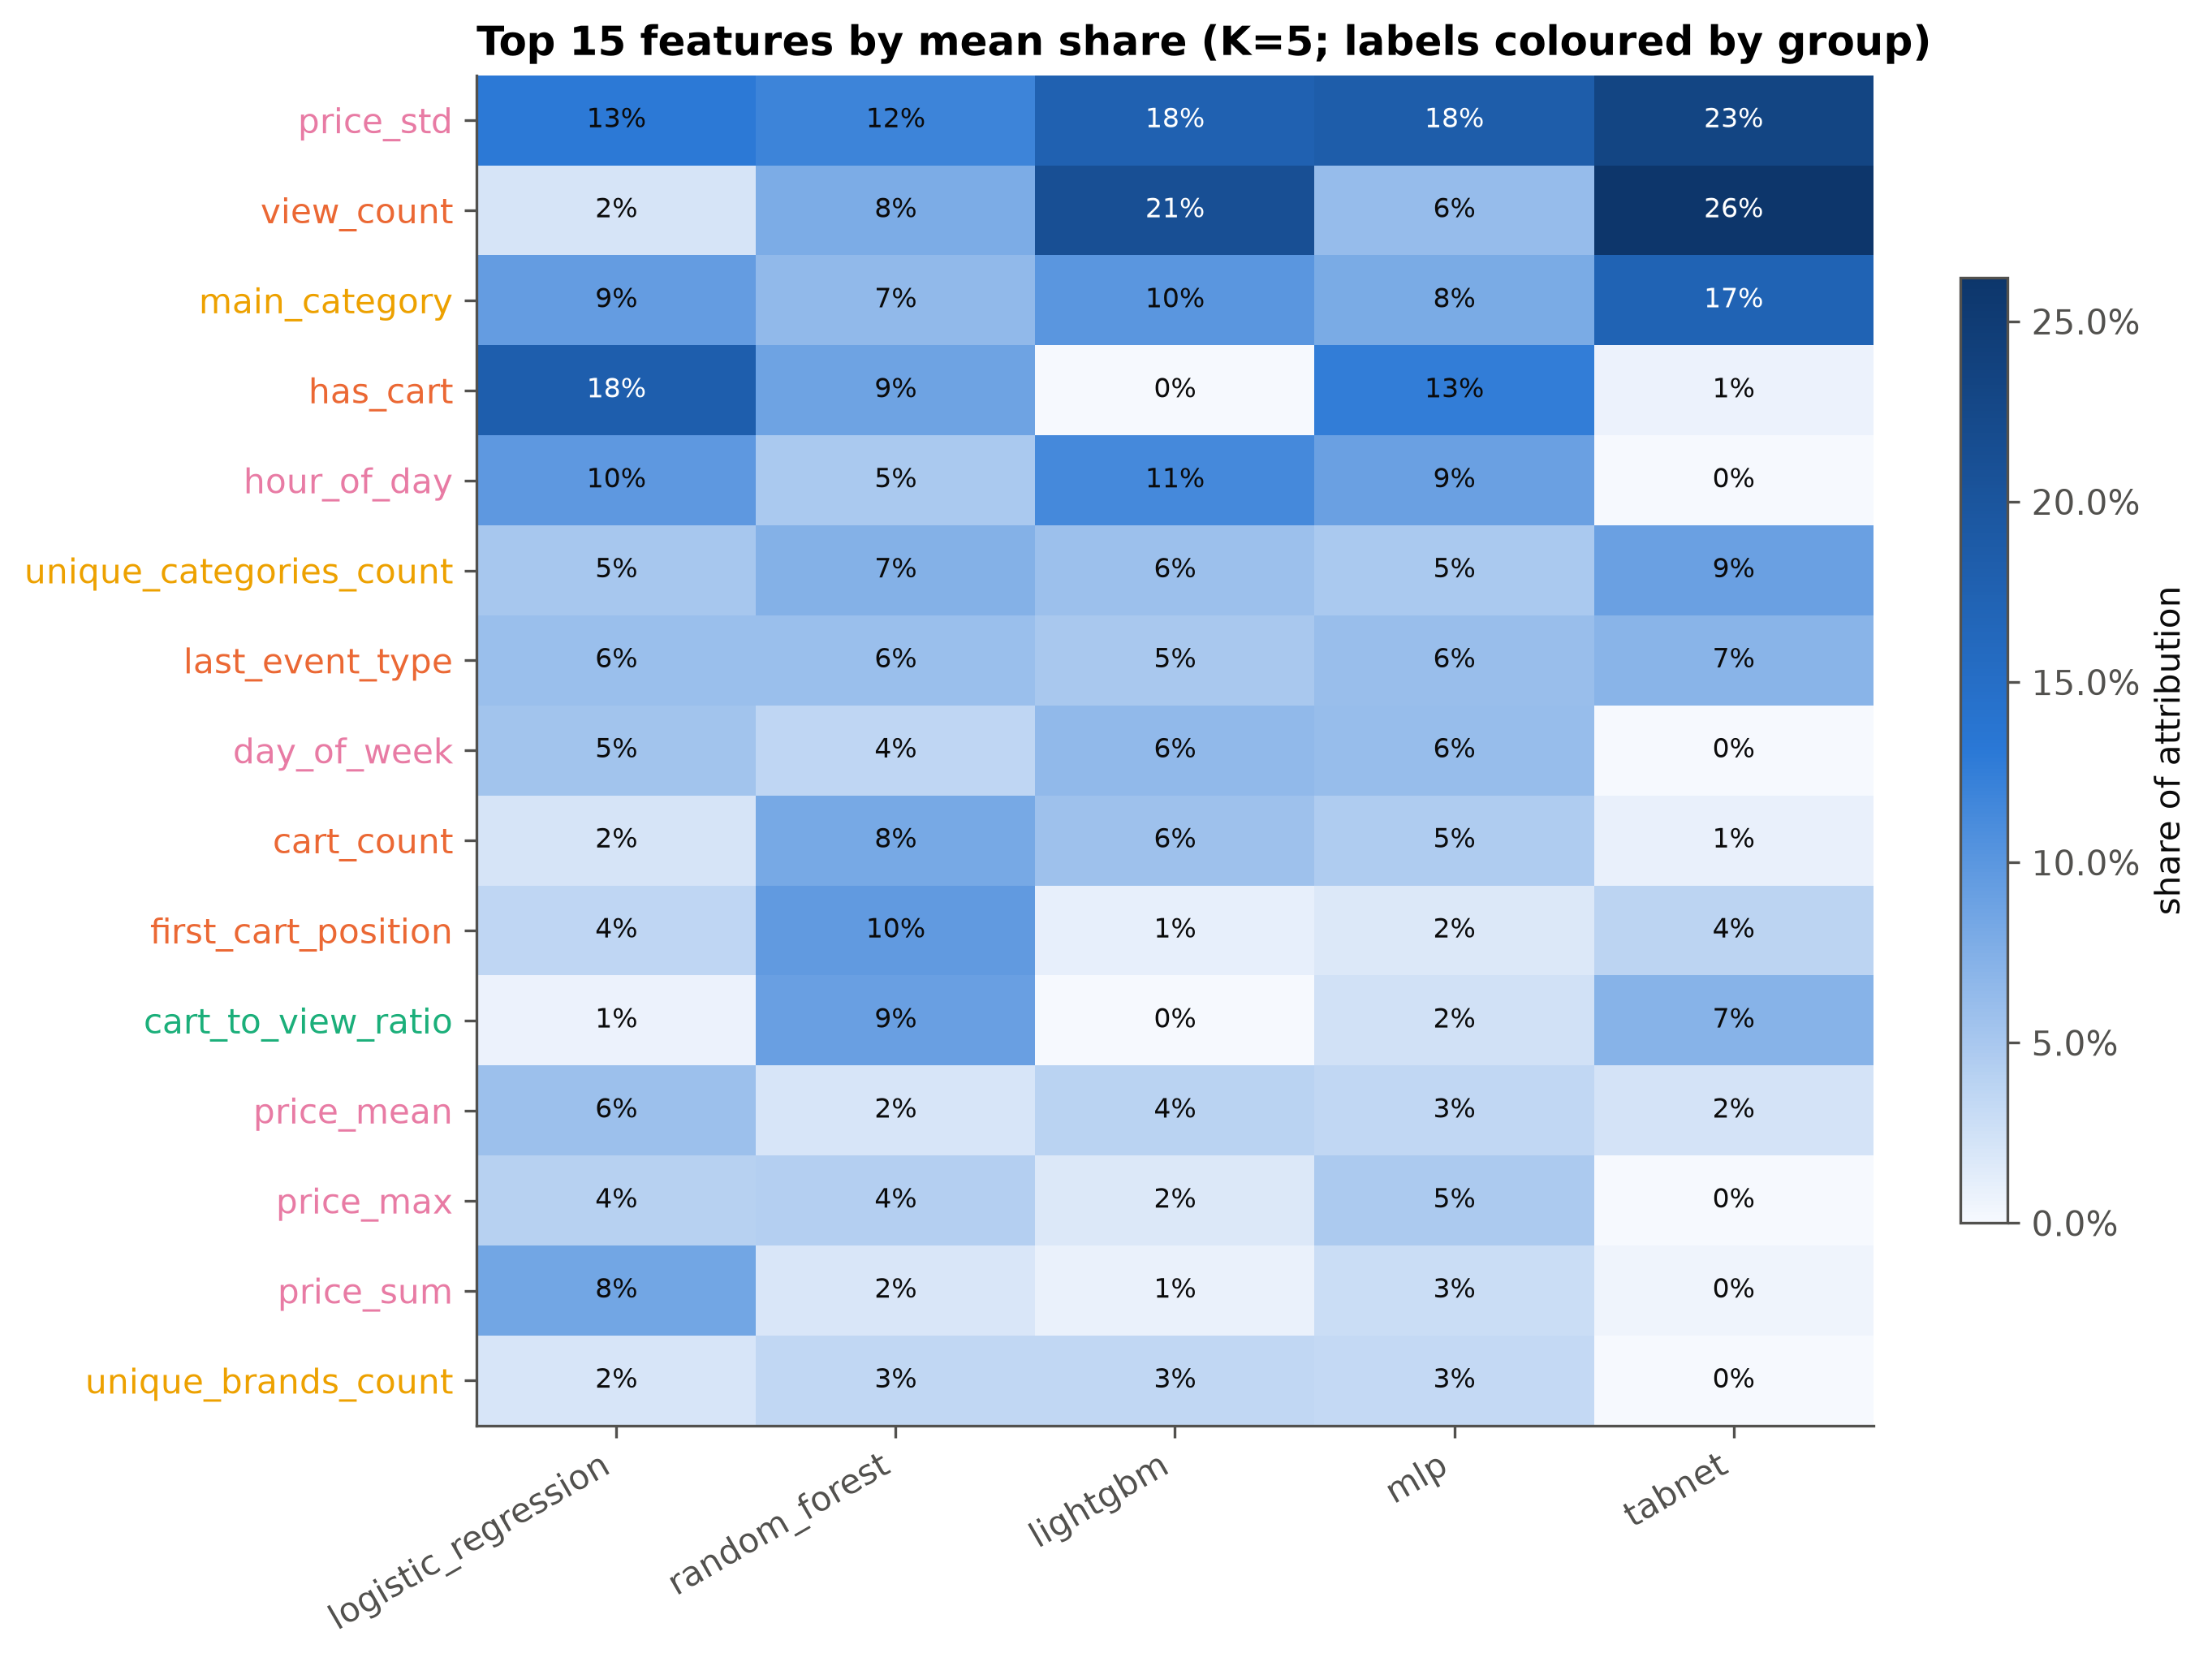 Top 15 features by mean share (K=5; labels coloured by group)
price_std 13% 12% 18% 18% 23%
view_count 2% 8% 21% 6% 26%
main_category 9% 7% 10% 8% 17%
has_cart 18% 9% 0% 13% 1%
hour_of_day 10% 5% 11% 9% 0%
unique_categories_count 5% 7% 6% 5% 9%
last_event_type 6% 6% 5% 6% 7%
day_of_week 5% 4% 6% 6% 0%
cart_count 2% 8% 6% 5% 1%
first_cart_position 4% 10% 1% 2% 4%
cart_to_view_ratio 1% 9% 0% 2% 7%
price_mean 6% 2% 4% 3% 2%
price_max 4% 4% 2% 5% 0%
price_sum 8% 2% 1% 3% 0%
unique_brands_count 2% 3% 3% 3% 0%
logistic_regression random_forest lightgbm mlp tabnet
25.0%
20.0%
15.0%
10.0%
5.0%
0.0%
share of attribution